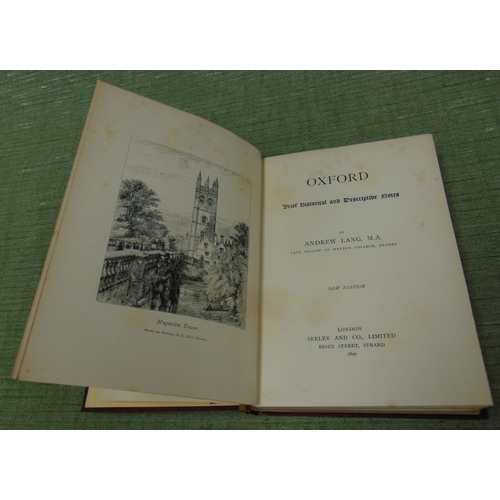 Magdalen Tower.
OXFORD
Brief Historical and Descriptive Notes
BY
ANDREW LANG, M.A.
LATE FELLOW OF MERTON COLLEGE, OXFORD
NEW EDITION
LONDON
SEELEY AND CO., LIMITED
ESSEX STREET, STRAND
1890